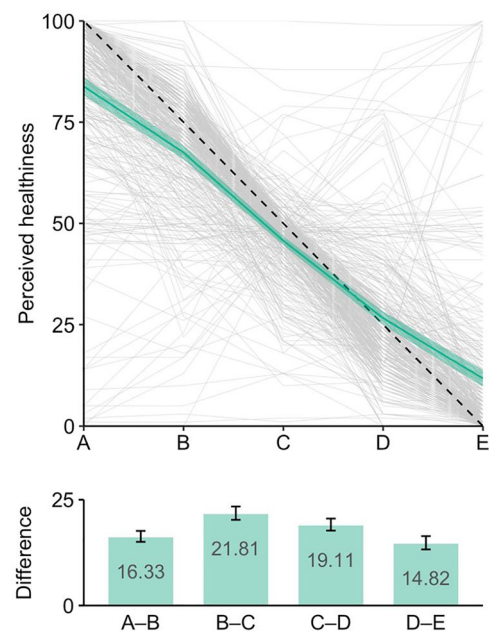 100
75
50
25
0
Perceived healthiness
A B C D E
25
0
Difference
16.33 21.81 19.11 14.82
A–B B–C C–D D–E